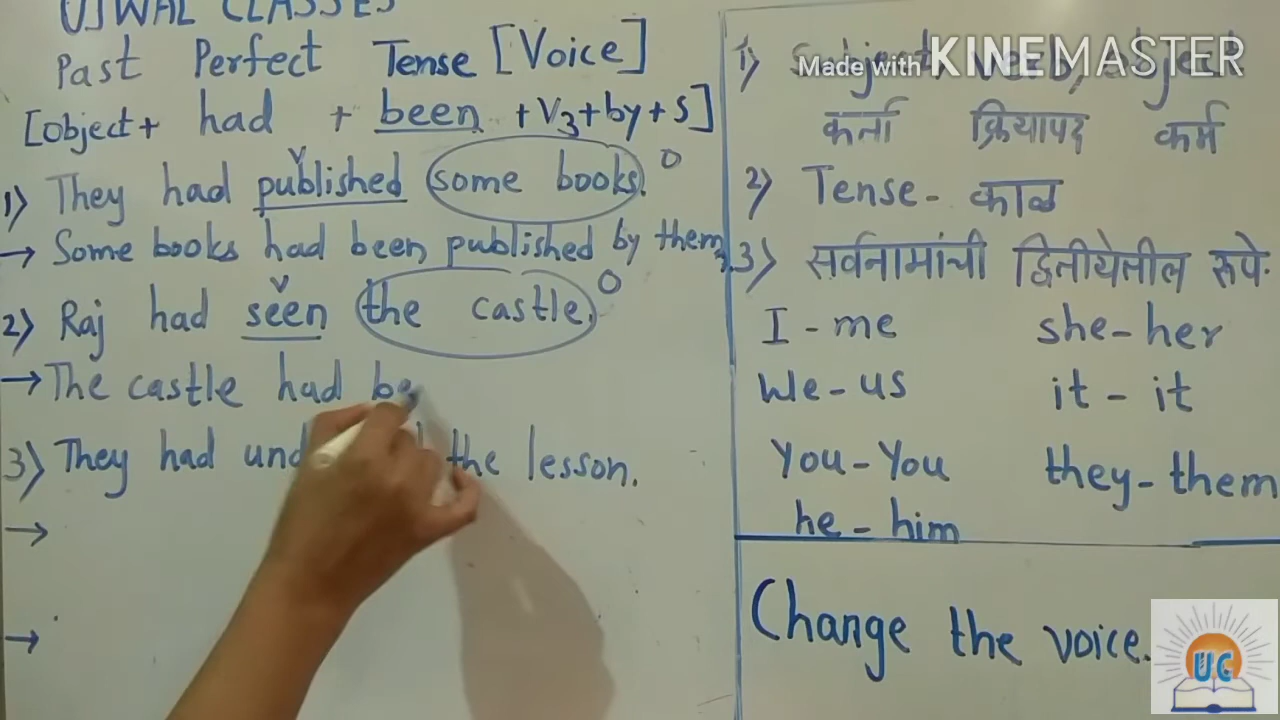 UJWAL CLASSES
Past Perfect Tense [Voice]
[object + had + been + V3 + by + S]
1) They had published some books. O
V
→ Some books had been published by them
2) Raj had seen the castle. O
V
→ The castle had be
3) They had und the lesson.
→
→
1) Subject, verb, object
कर्ता क्रियापद कर्म
2) Tense - काळ
3) सर्वनामांची द्वितीयेतील रूपे.
I - me she - her
We - us it - it
You - You they - them
he - him
Change the voice.
Made with KINEMASTER
UC